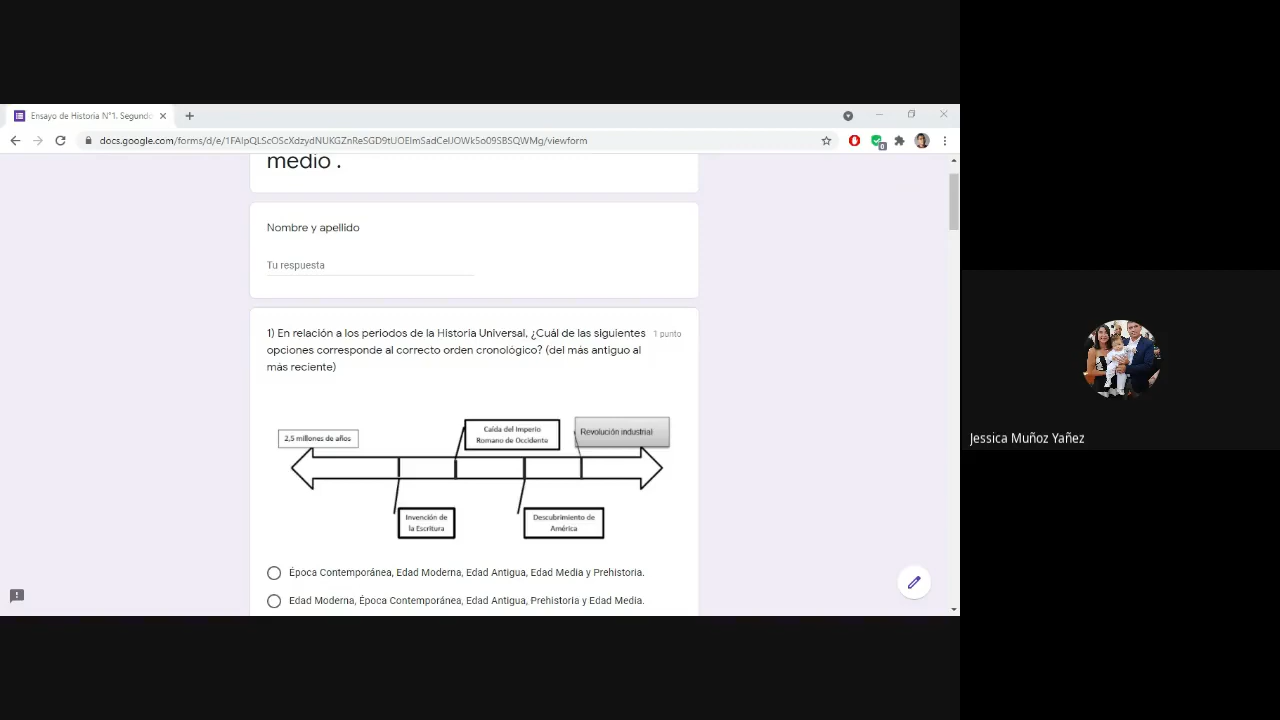 Ensayo de Historia N°1. Segund
docs.google.com/forms/d/e/1FAIpQLScOScXdzydNUKGZnReSGD9tUOElmSadCelJOWk5o09SBSQWMg/viewform
medio .
Nombre y apellido
Tu respuesta
1) En relación a los periodos de la Historia Universal, ¿Cuál de las siguientes
1 punto
opciones corresponde al correcto orden cronológico? (del más antiguo al
más reciente)
2,5 millones de años
Caída del Imperio
Romano de Occidente
Revolución industrial
Invención de
la Escritura
Descubrimiento de
América
Época Contemporánea, Edad Moderna, Edad Antigua, Edad Media y Prehistoria.
Edad Moderna, Época Contemporánea, Edad Antigua, Prehistoria y Edad Media.
Jessica Muñoz Yañez